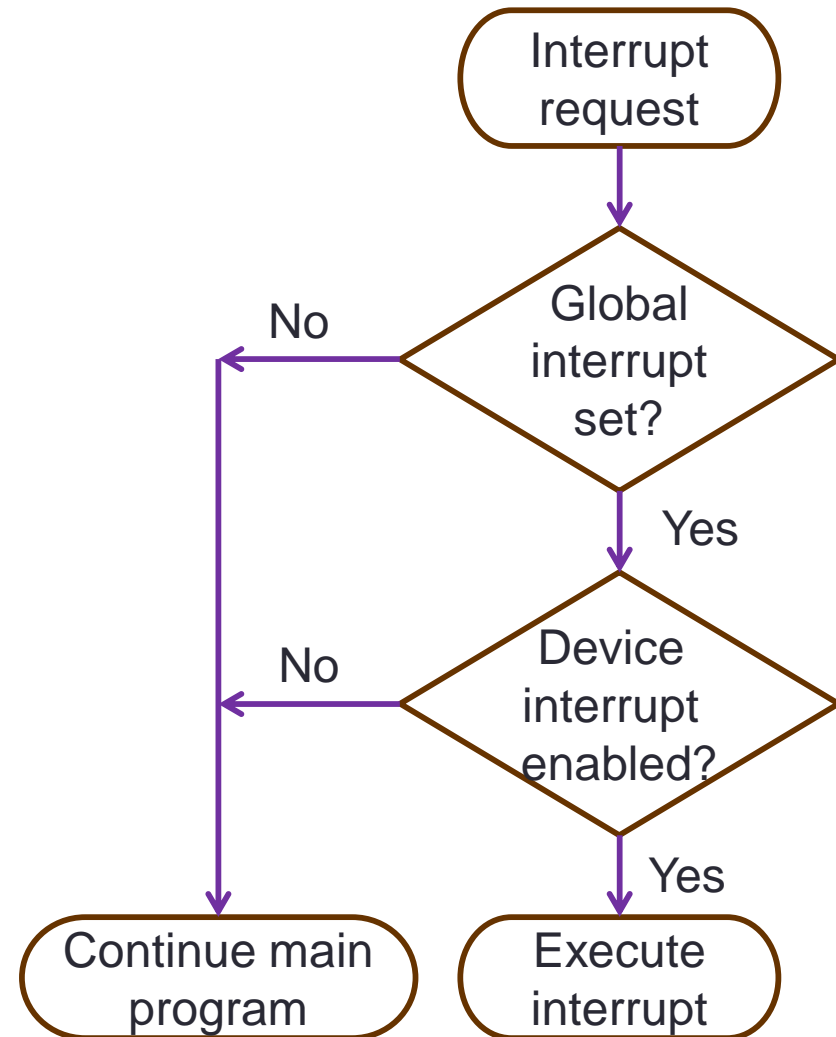 Interrupt
request
Global
interrupt
set?
No
Yes
Device
interrupt
enabled?
No
Yes
Continue main
program
Execute
interrupt